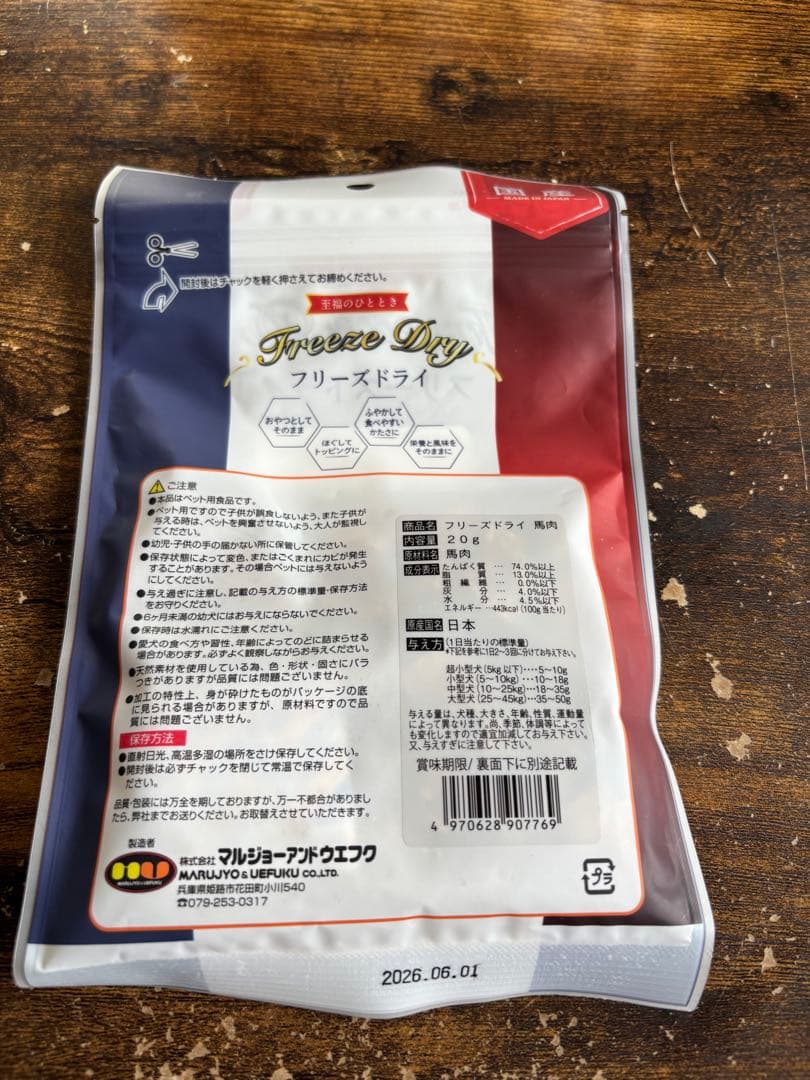 国産
MADE IN JAPAN
開封後はチャックを軽く押さえてお締めください。
至福のひととき
Freeze Dry
フリーズドライ
おやつとして
そのまま
ほぐして
トッピングに
ふやかして
食べやすい
かたさに
栄養と風味を
そのままに
ご注意
●本品はペット用食品です。
●ペット用ですので子供が誤食しないよう、また子供が
与える時は、ペットを興奮させないよう、大人が監視し
てください。
●幼児・子供の手の届かない所に保管してください。
●保存状態によって変色、またはごくまれにカビが発生
することがあります。その場合ペットには与えないよう
にしてください。
●与え過ぎに注意し、記載の与え方の標準量・保存方法
をお守りください。
●6ヶ月未満の幼犬にはお与えにならないでください。
●保存時は水濡れにご注意ください。
●愛犬の食べ方や習性、年齢によってのどに詰まらせる
場合があります。必ずよく観察しながらお与えください。
●天然素材を使用している為、色・形状・固さにバラ
つきがありますが品質には問題ございません。
●加工の特性上、身が砕けたものがパッケージの底
に見られる場合がありますが、原材料ですので品
質には問題ございません。
保存方法
●直射日光、高温多湿の場所をさけ保存してください。
●開封後は必ずチャックを閉じて常温で保存してく
ださい。
品質・包装には万全を期しておりますが、万一不都合がありまし
たら、弊社までお送りください。お取替えさせていただきます。
製造者
株式会社 マルジョーアンドウエフク
MARUJYO & UEFUKU CO.,LTD.
兵庫県姫路市花田町小川540
☎079-253-0317
商品名 フリーズドライ 馬肉
内容量 20g
原材料名 馬肉
成分表示 たんぱく質 … 74.0%以上
脂質 … 13.0%以上
粗繊維 … 0.0%以下
灰分 … 4.0%以下
水分 … 4.5%以下
エネルギー … 443kcal (100g当たり)
原産国名 日本
与え方 (1日当たりの標準量)
*下記を参考に1日2〜3回に分けてお与え下さい。
超小型犬(5kg以下)……5〜10g
小型犬(5〜10kg)……10〜18g
中型犬(10〜25kg)…18〜35g
大型犬(25〜45kg)…35〜50g
与える量は、犬種、大きさ、年齢、性質、運動量
によって異なります。尚、季節、体調等によって
も変化しますので適宜加減してお与え下さい。
又、与えすぎに注意して下さい。
賞味期限/裏面下に別途記載
4 970628 907769
プラ
2026.06.01